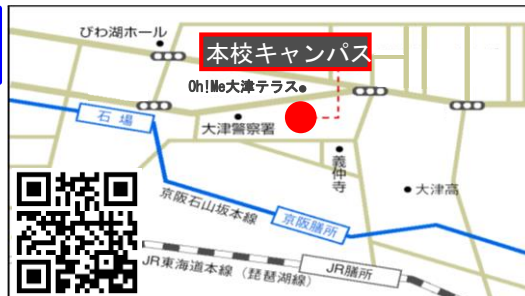 びわ湖ホール
本校キャンパス
Oh!Me大津テラス
石場
大津警察署
義仲寺
大津高
京阪石山坂本線
京阪膳所
JR東海道本線（琵琶湖線）
JR膳所